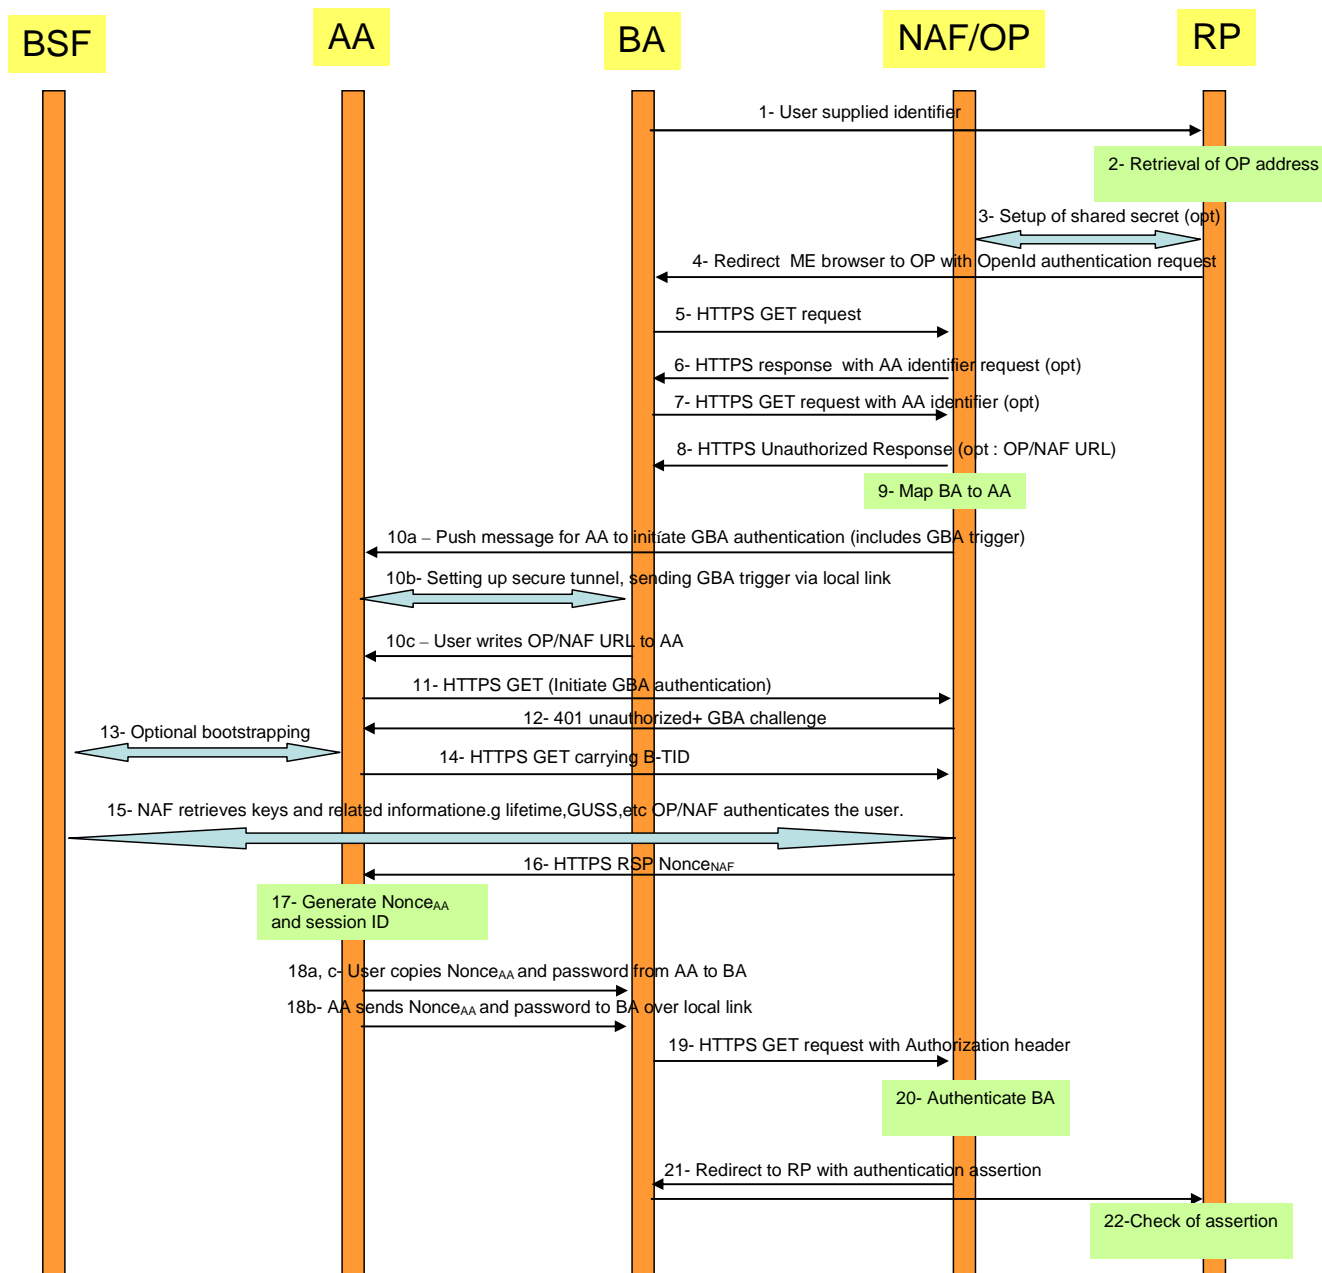 BSF
AA
BA
NAF/OP
RP
1- User supplied identifier
2- Retrieval of OP address
3- Setup of shared secret (opt)
4- Redirect  ME browser to OP with OpenId authentication request
5- HTTPS GET request
6- HTTPS response  with AA identifier request (opt)
7- HTTPS GET request with AA identifier (opt)
8- HTTPS Unauthorized Response (opt : OP/NAF URL)
9- Map BA to AA
10a – Push message for AA to initíate GBA authentication (includes GBA trigger)
10b- Setting up secure tunnel, sending GBA trigger via local link
10c – User writes OP/NAF URL to AA
11- HTTPS GET (Initiate GBA authentication)
12- 401 unauthorized+ GBA challenge
13- Optional bootstrapping
14- HTTPS GET carrying B-TID
15- NAF retrieves keys and related informatione.g lifetime,GUSS,etc OP/NAF authenticates the user.
16- HTTPS RSP NonceNAF
17- Generate NonceAA
and session ID
18a, c- User copies NonceAA and password from AA to BA
18b- AA sends NonceAA and password to BA over local link
19- HTTPS GET request with Authorization header
20- Authenticate BA
21- Redirect to RP with authentication assertion
22-Check of assertion